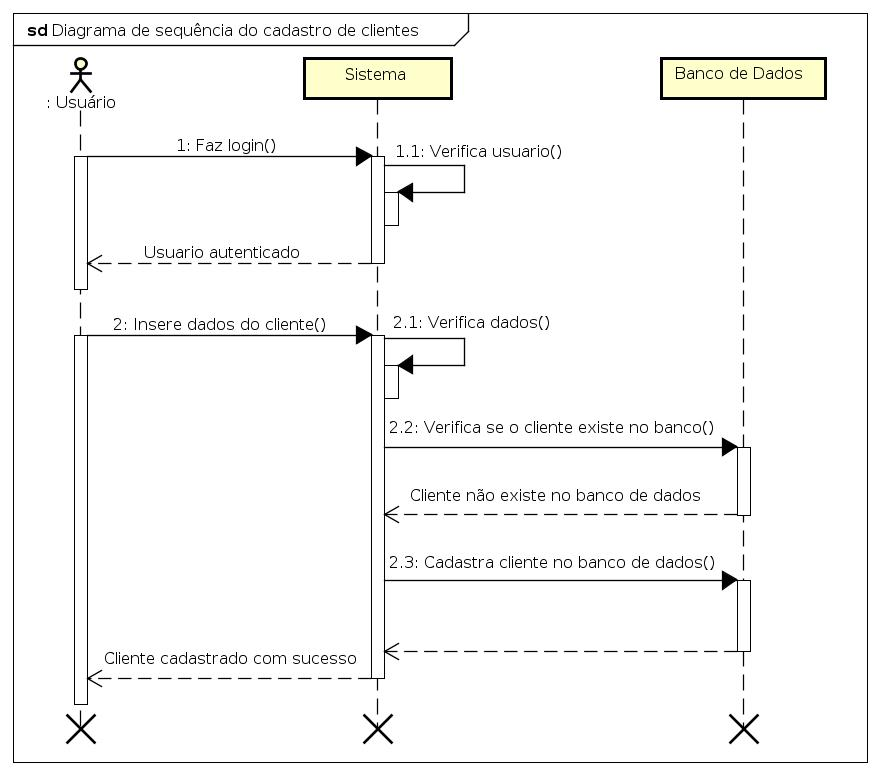 sd Diagrama de sequência do cadastro de clientes
: Usuário
Sistema
Banco de Dados
1: Faz login()
1.1: Verifica usuario()
Usuario autenticado
2: Insere dados do cliente()
2.1: Verifica dados()
2.2: Verifica se o cliente existe no banco()
Cliente não existe no banco de dados
2.3: Cadastra cliente no banco de dados()
Cliente cadastrado com sucesso